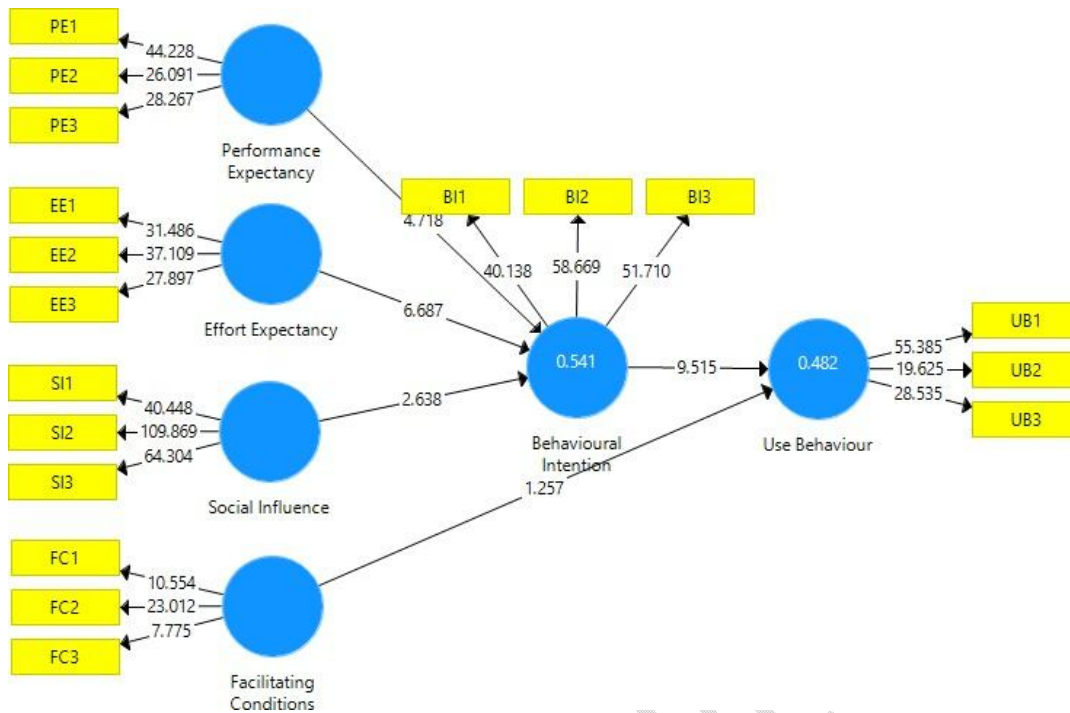 PE1
44.228
PE2
26.091
28.267
PE3
Performance
Expectancy
BI1
BI2
BI3
4.718
EE1
31.486
EE2
37.109
27.897
EE3
Effort Expectancy
6.687
40.138
58.669
51.710
0.541
9.515
0.482
UB1
55.385
19.625
UB2
28.535
UB3
Behavioural
Intention
Use Behaviour
SI1
40.448
SI2
109.869
64.304
SI3
Social Influence
2.638
1.257
FC1
10.554
FC2
23.012
7.775
FC3
Facilitating
Conditions